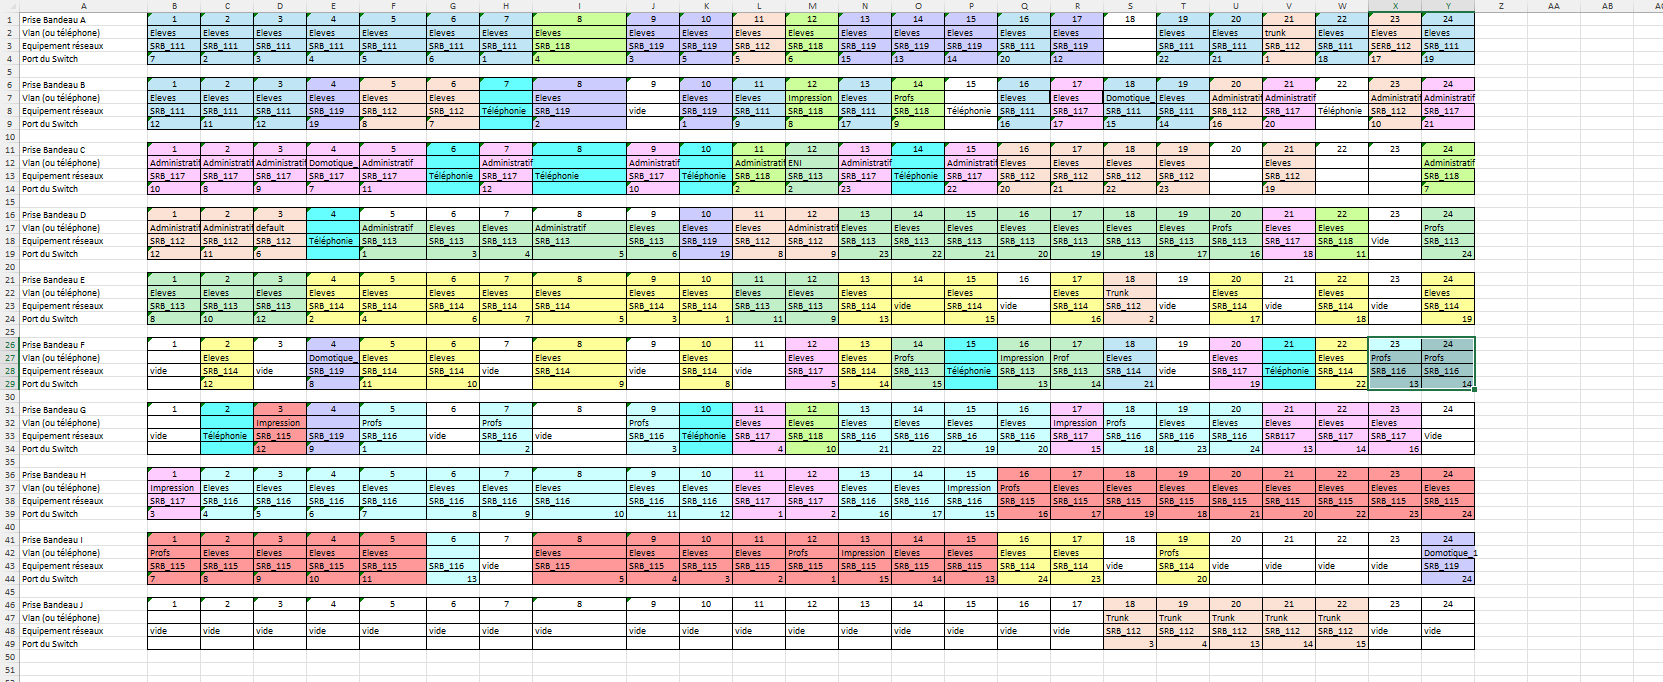 A B C D E F G H I J K L M N O P Q R S T U V W X Y Z AA AB AC
1 Prise Bandeau A 1 2 3 4 5 6 7 8 9 10 11 12 13 14 15 16 17 18 19 20 21 22 23 24
2 Vlan (ou téléphone) Eleves Eleves Eleves Eleves Eleves Eleves Eleves Eleves Eleves Eleves Eleves Eleves Eleves Eleves Eleves Eleves Eleves Eleves Eleves trunk Eleves Eleves Eleves
3 Equipement réseaux SRB_111 SRB_111 SRB_111 SRB_111 SRB_111 SRB_111 SRB_111 SRB_118 SRB_119 SRB_119 SRB_112 SRB_118 SRB_119 SRB_119 SRB_119 SRB_111 SRB_119 SRB_111 SRB_111 SRB_112 SRB_111 SERB_112 SRB_111
4 Port du Switch 7 2 3 4 5 6 1 4 3 5 5 6 15 13 14 20 12 22 21 1 18 17 19
5
6 Prise Bandeau B 1 2 3 4 5 6 7 8 9 10 11 12 13 14 15 16 17 18 19 20 21 22 23 24
7 Vlan (ou téléphone) Eleves Eleves Eleves Eleves Eleves Eleves Eleves Eleves Eleves Impression Eleves Profs Eleves Eleves Domotique_ Eleves Administratif Administratif Administratif Administratif
8 Equipement réseaux SRB_111 SRB_111 SRB_111 SRB_119 SRB_112 SRB_112 Téléphonie SRB_119 vide SRB_119 SRB_111 SRB_118 SRB_111 SRB_118 Téléphonie SRB_111 SRB_117 SRB_111 SRB_111 SRB_112 SRB_117 Téléphonie SRB_112 SRB_117
9 Port du Switch 12 11 12 19 8 7 2 1 9 8 17 9 16 17 15 14 16 20 10 21
10
11 Prise Bandeau C 1 2 3 4 5 6 7 8 9 10 11 12 13 14 15 16 17 18 19 20 21 22 23 24
12 Vlan (ou téléphone) Administratif Administratif Administratif Domotique_ Administratif Administratif Administratif Administratif ENI Administratif Administratif Eleves Eleves Eleves Eleves Eleves Administratif
13 Equipement réseaux SRB_117 SRB_117 SRB_117 SRB_117 SRB_117 Téléphonie SRB_117 Téléphonie SRB_117 Téléphonie SRB_118 SRB_113 SRB_117 Téléphonie SRB_117 SRB_112 SRB_112 SRB_112 SRB_112 SRB_112 SRB_118
14 Port du Switch 10 8 9 7 11 12 10 2 2 23 22 20 21 22 23 19 7
15
16 Prise Bandeau D 1 2 3 4 5 6 7 8 9 10 11 12 13 14 15 16 17 18 19 20 21 22 23 24
17 Vlan (ou téléphone) Administratif Administratif default Administratif Eleves Eleves Administratif Eleves Eleves Eleves Administratif Eleves Eleves Eleves Eleves Eleves Eleves Eleves Profs Eleves Eleves Profs
18 Equipement réseaux SRB_112 SRB_112 SRB_112 Téléphonie SRB_113 SRB_113 SRB_113 SRB_113 SRB_113 SRB_119 SRB_112 SRB_112 SRB_113 SRB_113 SRB_113 SRB_113 SRB_113 SRB_113 SRB_113 SRB_113 SRB_117 SRB_118 Vide SRB_113
19 Port du Switch 12 11 6 1 3 4 5 6 19 8 9 23 22 21 20 19 18 17 16 18 11 24
20
21 Prise Bandeau E 1 2 3 4 5 6 7 8 9 10 11 12 13 14 15 16 17 18 19 20 21 22 23 24
22 Vlan (ou téléphone) Eleves Eleves Eleves Eleves Eleves Eleves Eleves Eleves Eleves Eleves Eleves Eleves Eleves Eleves Eleves Trunk Eleves Eleves Eleves
23 Equipement réseaux SRB_113 SRB_113 SRB_113 SRB_114 SRB_114 SRB_114 SRB_114 SRB_114 SRB_114 SRB_114 SRB_113 SRB_113 SRB_114 vide SRB_114 vide SRB_114 SRB_112 vide SRB_114 vide SRB_114 vide SRB_114
24 Port du Switch 8 10 12 2 4 6 7 5 3 1 11 9 13 15 16 2 17 18 19
25
26 Prise Bandeau F 1 2 3 4 5 6 7 8 9 10 11 12 13 14 15 16 17 18 19 20 21 22 23 24
27 Vlan (ou téléphone) Eleves Domotique_ Eleves Eleves Eleves Eleves Eleves Eleves Profs Impression Prof Eleves Eleves Eleves Profs Profs
28 Equipement réseaux vide SRB_114 vide SRB_119 SRB_114 SRB_114 vide SRB_114 vide SRB_114 vide SRB_117 SRB_114 SRB_113 Téléphonie SRB_113 SRB_113 SRB_114 vide SRB_117 Téléphonie SRB_114 SRB_116 SRB_116
29 Port du Switch 12 8 11 10 9 8 5 14 15 13 14 21 19 22 13 14
30
31 Prise Bandeau G 1 2 3 4 5 6 7 8 9 10 11 12 13 14 15 16 17 18 19 20 21 22 23 24
32 Vlan (ou téléphone) Impression Profs Profs Profs Eleves Eleves Eleves Eleves Eleves Eleves Impression Profs Eleves Eleves Eleves Eleves Eleves
33 Equipement réseaux vide Téléphonie SRB_115 SRB_119 SRB_116 vide SRB_116 vide SRB_116 Téléphonie SRB_117 SRB_118 SRB_116 SRB_116 SRB_16 SRB_116 SRB_117 SRB_116 SRB_116 SRB_116 SRB117 SRB_117 SRB_117 Vide
34 Port du Switch 12 9 1 2 3 4 10 21 22 19 20 15 18 23 24 13 14 16
35
36 Prise Bandeau H 1 2 3 4 5 6 7 8 9 10 11 12 13 14 15 16 17 18 19 20 21 22 23 24
37 Vlan (ou téléphone) Impression Eleves Eleves Eleves Eleves Eleves Eleves Eleves Eleves Eleves Eleves Eleves Eleves Eleves Impression Profs Eleves Eleves Eleves Eleves Eleves Eleves Eleves Eleves
38 Equipement réseaux SRB_117 SRB_116 SRB_116 SRB_116 SRB_116 SRB_116 SRB_116 SRB_116 SRB_116 SRB_116 SRB_117 SRB_117 SRB_116 SRB_116 SRB_116 SRB_115 SRB_115 SRB_115 SRB_115 SRB_115 SRB_115 SRB_115 SRB_115 SRB_115
39 Port du Switch 3 4 5 6 7 8 9 10 11 12 1 2 16 17 15 16 17 19 18 21 20 22 23 24
40
41 Prise Bandeau I 1 2 3 4 5 6 7 8 9 10 11 12 13 14 15 16 17 18 19 20 21 22 23 24
42 Vlan (ou téléphone) Profs Eleves Eleves Eleves Eleves Eleves Eleves Eleves Eleves Profs Impression Eleves Eleves Eleves Eleves Profs Domotique_1
43 Equipement réseaux SRB_115 SRB_115 SRB_115 SRB_115 SRB_115 SRB_116 vide SRB_115 SRB_115 SRB_115 SRB_115 SRB_115 SRB_115 SRB_115 SRB_115 SRB_114 SRB_114 vide SRB_114 vide vide vide vide SRB_119
44 Port du Switch 7 8 9 10 11 13 5 4 3 2 1 15 14 13 24 23 20 24
45
46 Prise Bandeau J 1 2 3 4 5 6 7 8 9 10 11 12 13 14 15 16 17 18 19 20 21 22 23 24
47 Vlan (ou téléphone) Trunk Trunk Trunk Trunk Trunk
48 Equipement réseaux vide vide vide vide vide vide vide vide vide vide vide vide vide vide vide vide vide SRB_112 SRB_112 SRB_112 SRB_112 SRB_112 vide vide
49 Port du Switch 3 4 13 14 15
50
51